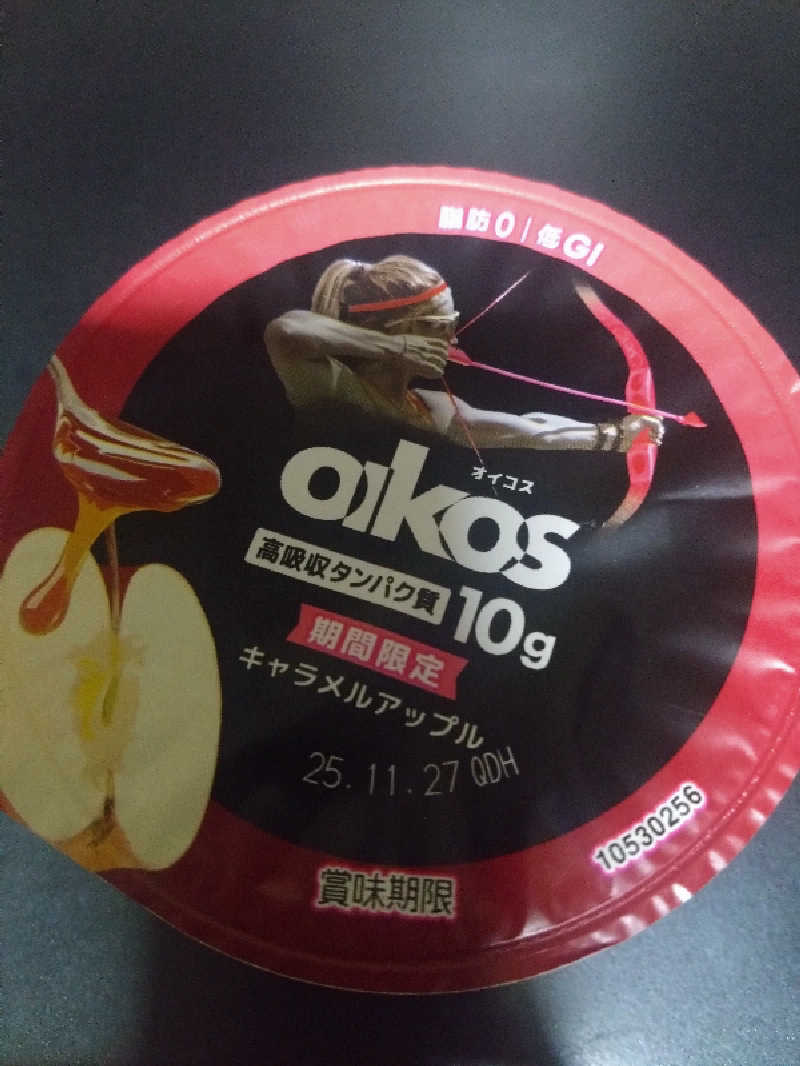 脂肪0|低GI
オイコス
oikos
高吸収タンパク質 10g
期間限定
キャラメルアップル
25.11.27 QDH
10530256
賞味期限